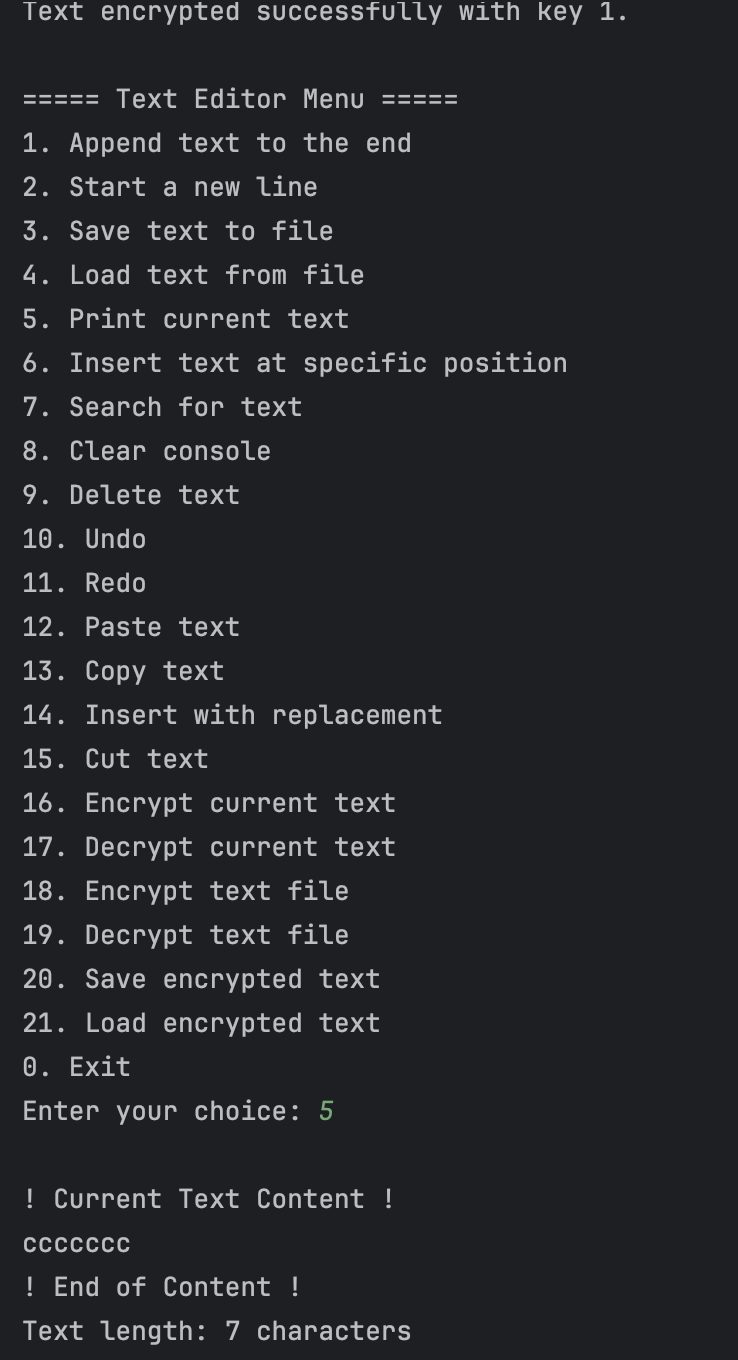 Text encrypted successfully with key 1.
===== Text Editor Menu =====
1. Append text to the end
2. Start a new line
3. Save text to file
4. Load text from file
5. Print current text
6. Insert text at specific position
7. Search for text
8. Clear console
9. Delete text
10. Undo
11. Redo
12. Paste text
13. Copy text
14. Insert with replacement
15. Cut text
16. Encrypt current text
17. Decrypt current text
18. Encrypt text file
19. Decrypt text file
20. Save encrypted text
21. Load encrypted text
0. Exit
Enter your choice: 5
! Current Text Content !
ccccccc
! End of Content !
Text length: 7 characters